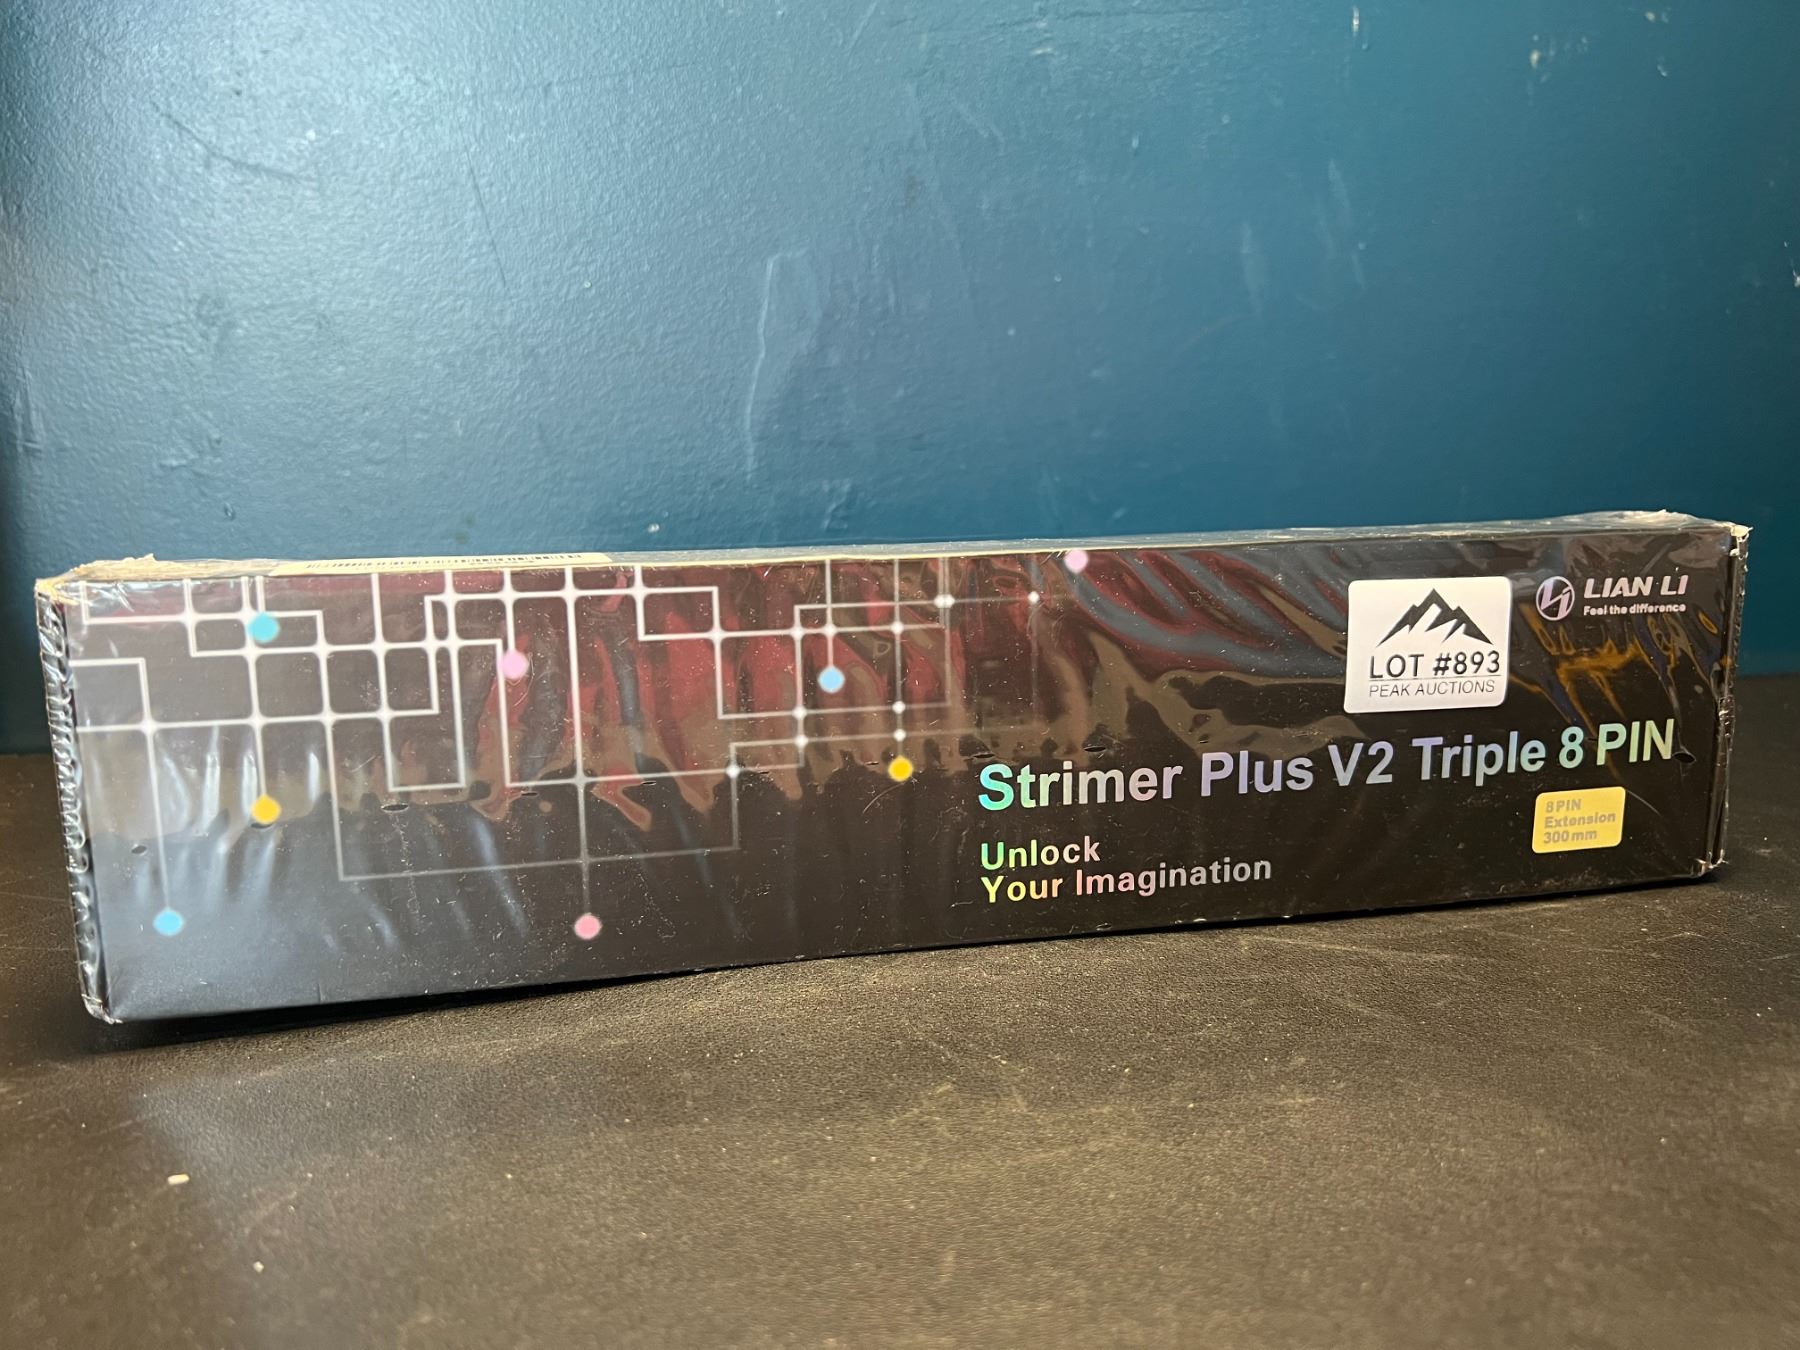 LIAN LI
Feel the difference
LOT #893
PEAK AUCTIONS
Strimer Plus V2 Triple 8 PIN
8 PIN
Extension
300mm
Unlock
Your Imagination